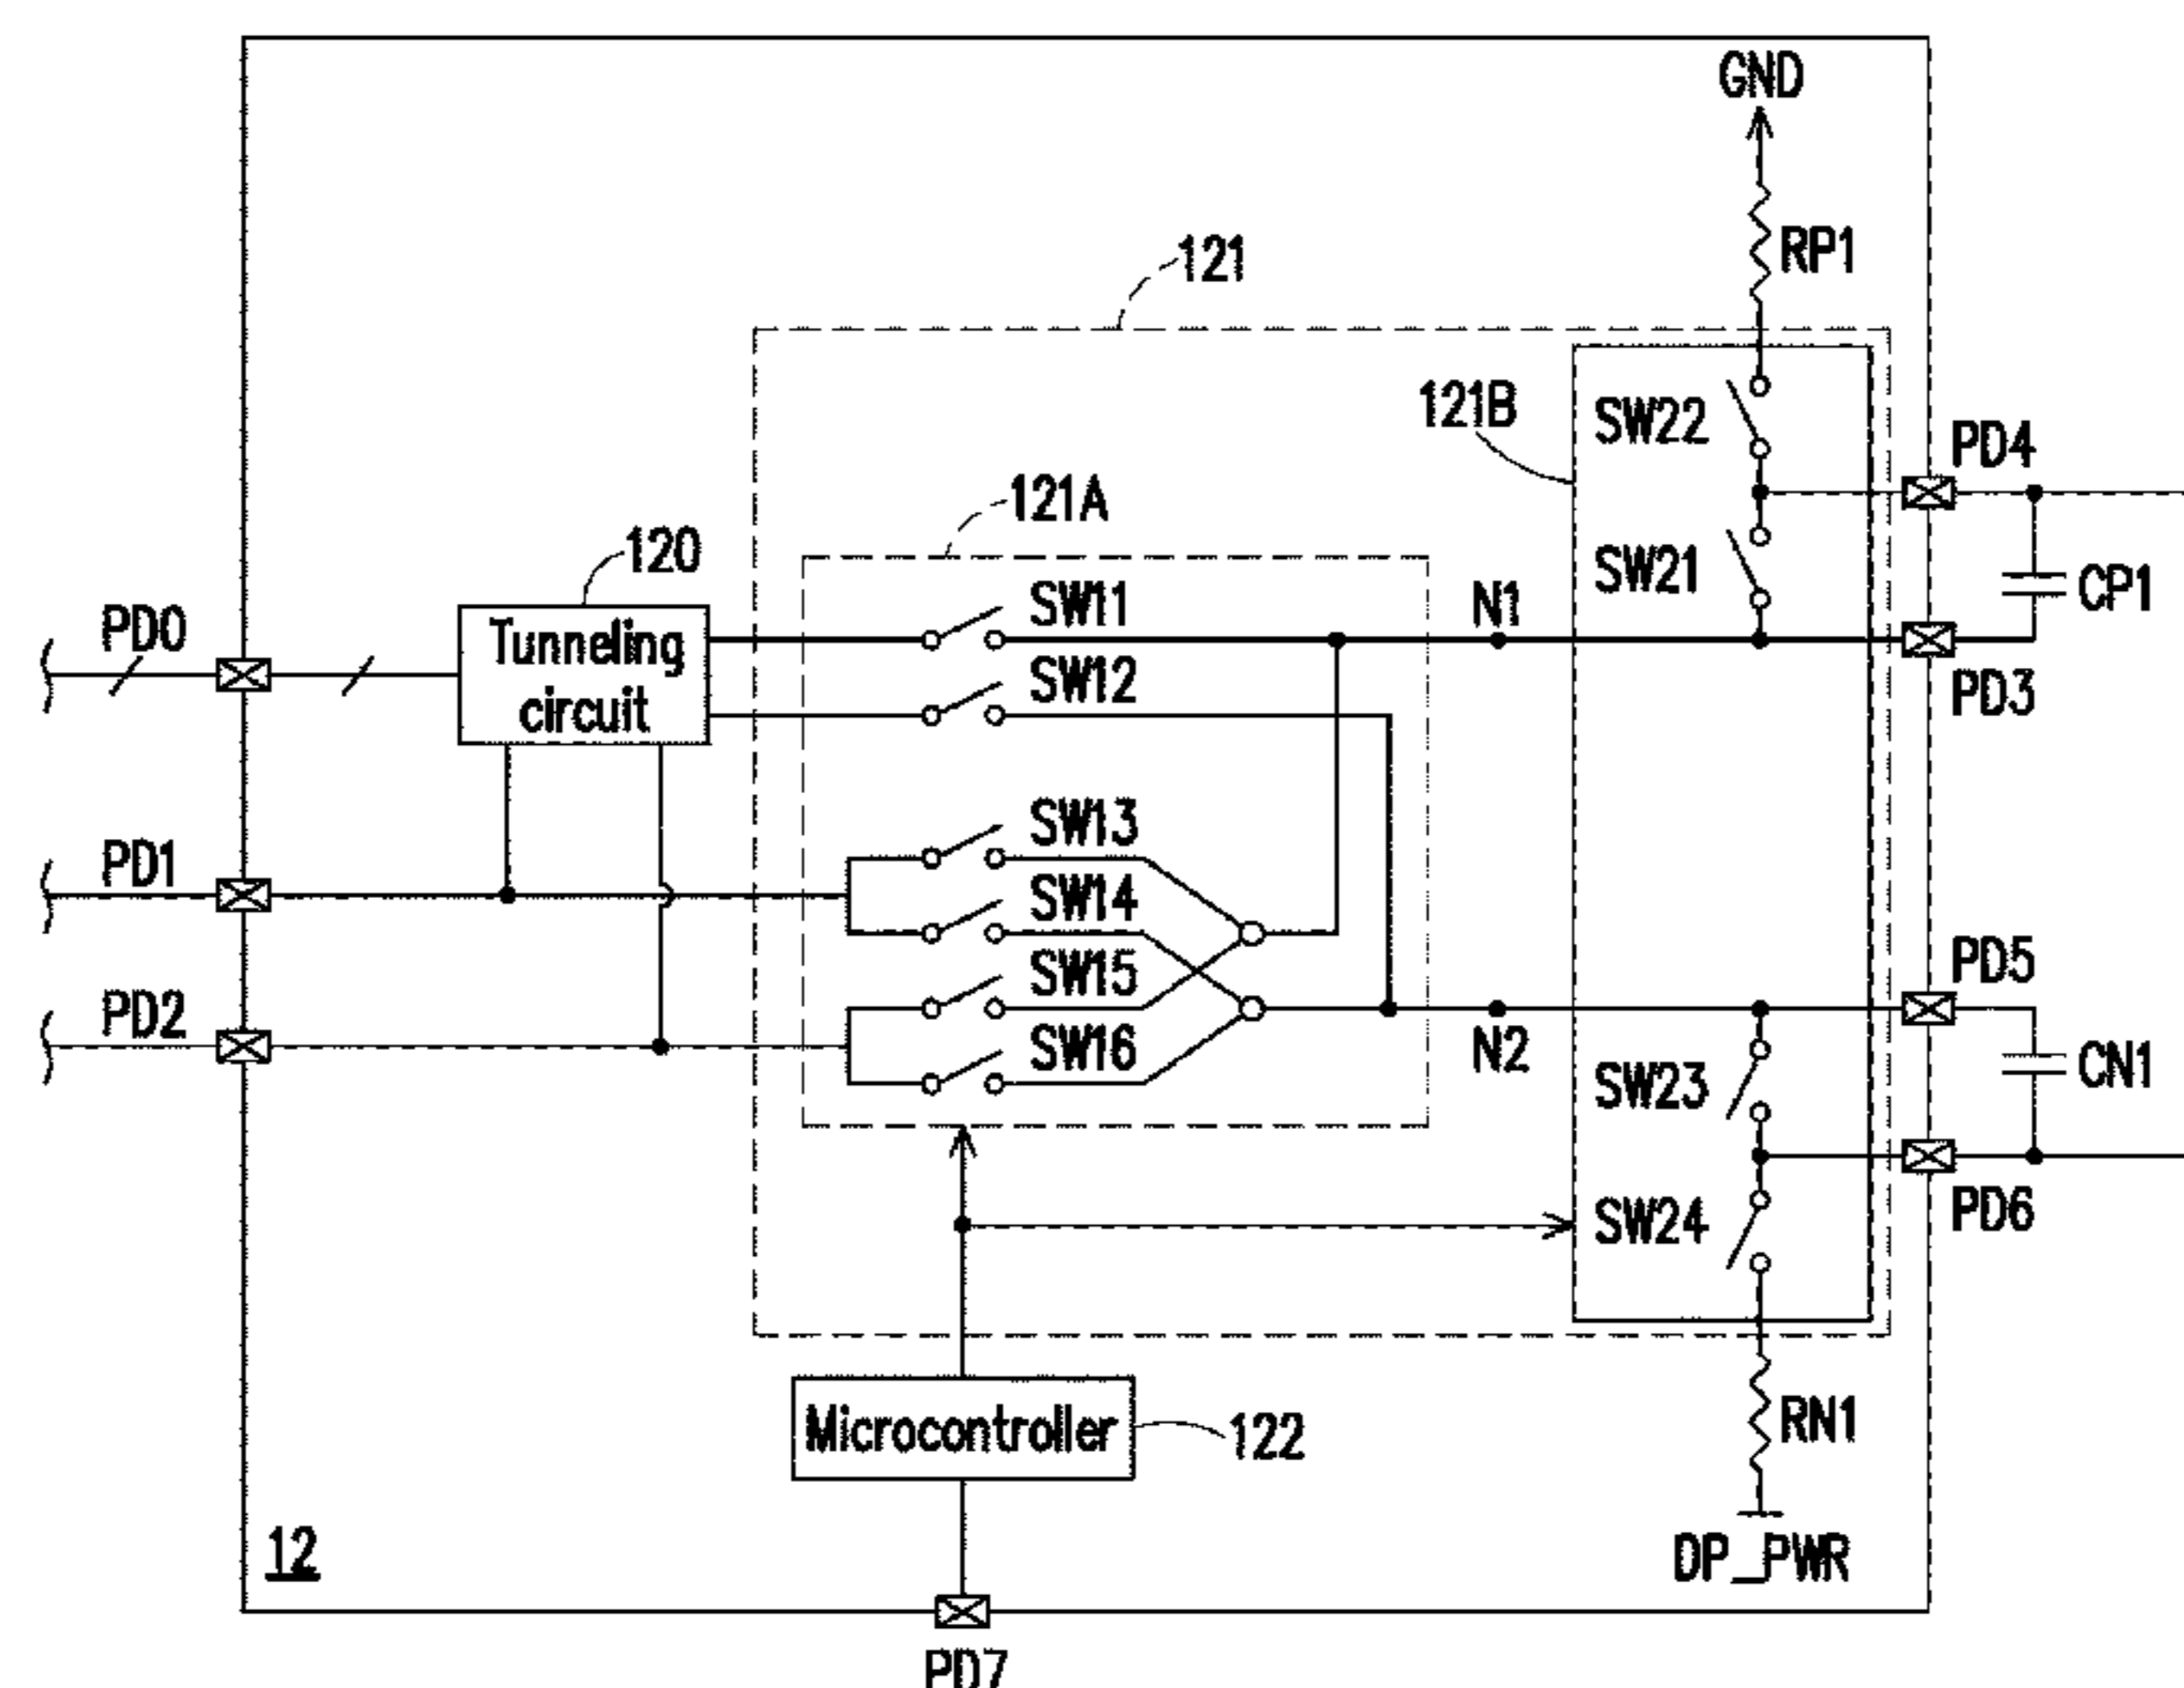 GND
RP1
121
121B
SW22
PD4
121A
120
SW21
CP1
SW11
N1
PD0
Tunneling
circuit
SW12
PD3
SW13
PD1
SW14
PD5
SW15
PD2
SW16
N2
SW23
CN1
SW24
PD6
Microcontroller
122
RN1
12
DP_PWR
PD7